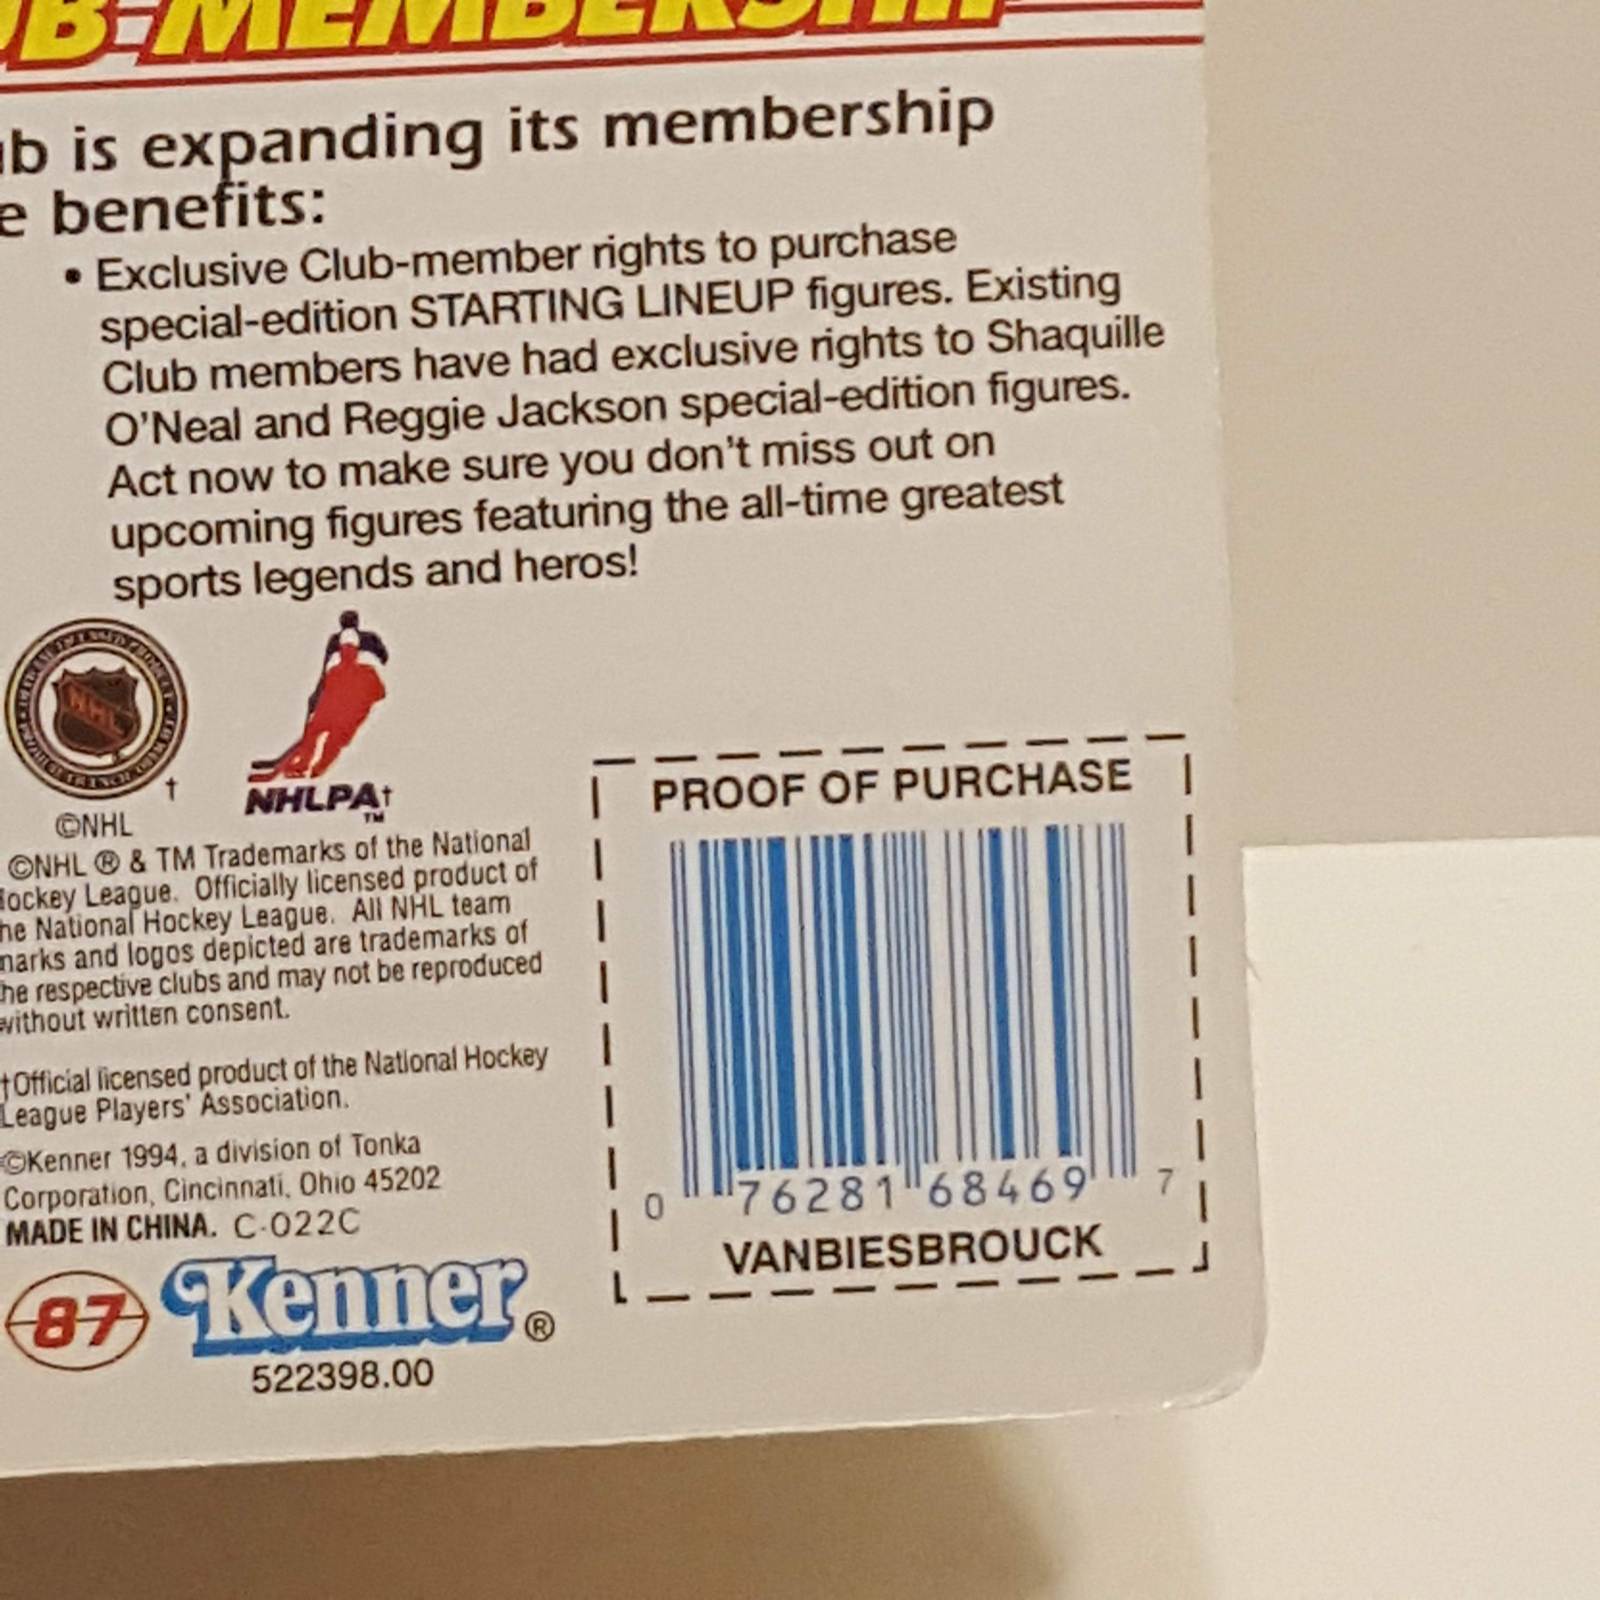 UB MEMBERSHIP
ub is expanding its membership
e benefits:
• Exclusive Club-member rights to purchase
special-edition STARTING LINEUP figures. Existing
Club members have had exclusive rights to Shaquille
O'Neal and Reggie Jackson special-edition figures.
Act now to make sure you don't miss out on
upcoming figures featuring the all-time greatest
sports legends and heros!
NHL
†
©NHL
NHLPA†
TM
©NHL ® & TM Trademarks of the National
Hockey League. Officially licensed product of
he National Hockey League. All NHL team
marks and logos depicted are trademarks of
he respective clubs and may not be reproduced
without written consent.
†Official licensed product of the National Hockey
League Players' Association.
©Kenner 1994, a division of Tonka
Corporation, Cincinnati, Ohio 45202
MADE IN CHINA. C-022C
87 Kenner®
522398.00
PROOF OF PURCHASE
0 76281 68469 7
VANBIESBROUCK